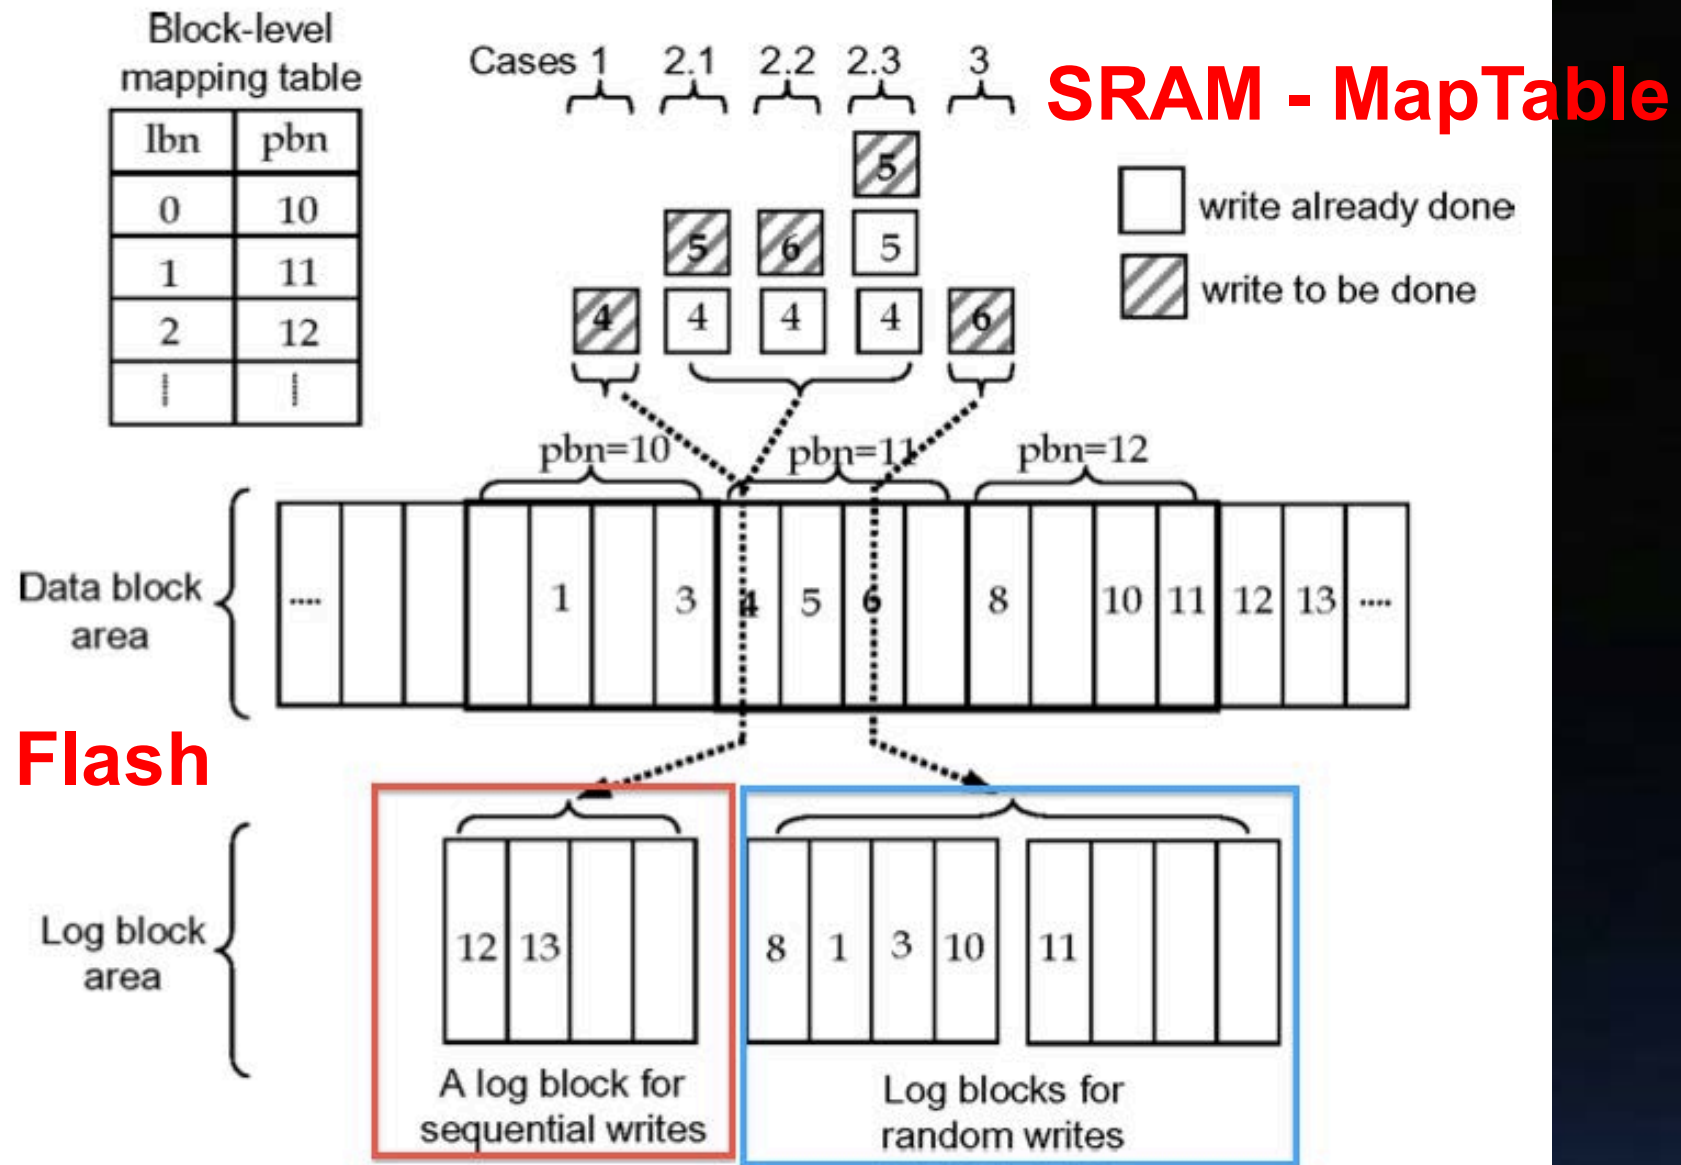 Block-level
mapping table
lbn pbn
0 10
1 11
2 12
Cases 1 2.1 2.2 2.3 3
SRAM - MapTable
5
5 6 5
4 4 4 4 6
write already done
write to be done
pbn=10 pbn=11 pbn=12
Data block
area
.... 1 3 4 5 6 8 10 11 12 13 ....
Flash
Log block
area
12 13 8 1 3 10 11
A log block for
sequential writes
Log blocks for
random writes